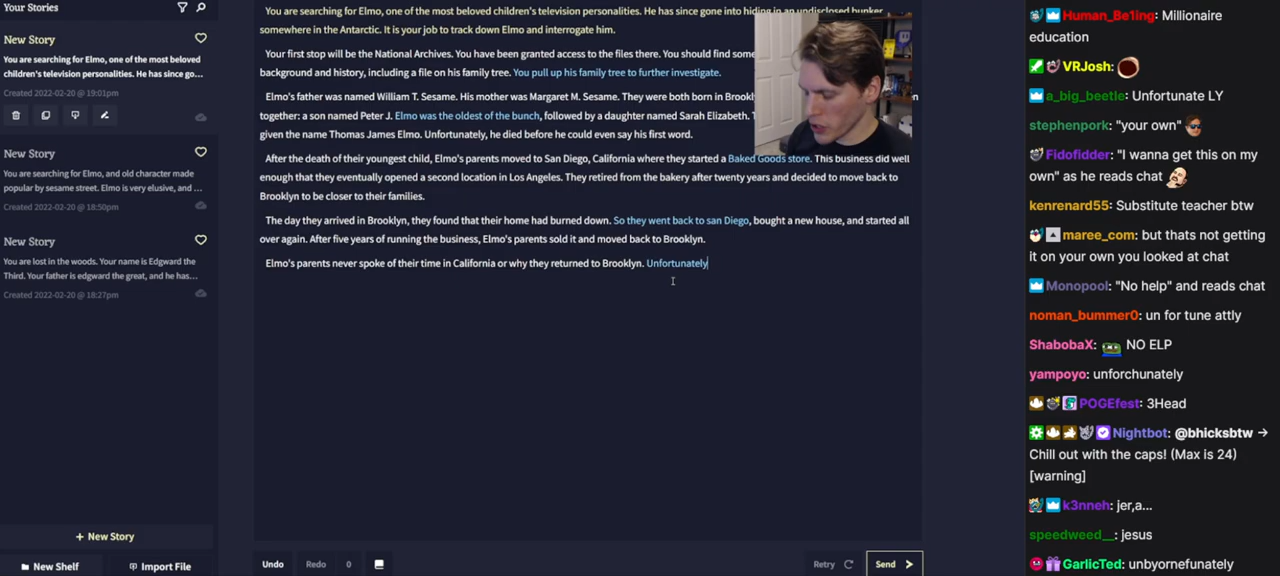 Your Stories
New Story
You are searching for Elmo, one of the most beloved
children's television personalities. He has since go...
Created 2022-02-20 @ 19:01pm
New Story
You are searching for Elmo, and old character made
popular by sesame street. Elmo is very elusive, and ...
Created 2022-02-20 @ 18:50pm
New Story
You are lost in the woods. Your name is Edgward the
Third. Your father is edgward the great, and he has...
Created 2022-02-20 @ 18:27pm
+ New Story
New Shelf
Import File
You are searching for Elmo, one of the most beloved children's television personalities. He has since gone into hiding in an undisclosed bunker
somewhere in the Antarctic. It is your job to track down Elmo and interrogate him.
Your first stop will be the National Archives. You have been granted access to the files there. You should find some
background and history, including a file on his family tree. You pull up his family tree to further investigate.
Elmo's father was named William T. Sesame. His mother was Margaret M. Sesame. They were both born in Brookl
together: a son named Peter J. Elmo was the oldest of the bunch, followed by a daughter named Sarah Elizabeth.
given the name Thomas James Elmo. Unfortunately, he died before he could even say his first word.
After the death of their youngest child, Elmo's parents moved to San Diego, California where they started a Baked Goods store. This business did well
enough that they eventually opened a second location in Los Angeles. They retired from the bakery after twenty years and decided to move back to
Brooklyn to be closer to their families.
The day they arrived in Brooklyn, they found that their home had burned down. So they went back to san Diego, bought a new house, and started all
over again. After five years of running the business, Elmo's parents sold it and moved back to Brooklyn.
Elmo's parents never spoke of their time in California or why they returned to Brooklyn. Unfortunately
Undo
Redo
0
Retry
Send
Human_Be1ing: Millionaire
education
VRJosh:
a_big_beetle: Unfortunate LY
stephenpork: "your own"
Fidofidder: "I wanna get this on my
own" as he reads chat
kenrenard55: Substitute teacher btw
maree_com: but thats not getting
it on your own you looked at chat
Monopool: "No help" and reads chat
noman_bummer0: un for tune attly
ShabobaX: NO ELP
yampoyo: unforchunately
POGEfest: 3Head
Nightbot: @bhicksbtw →
Chill out with the caps! (Max is 24)
[warning]
k3nneh: jer,a...
speedweed__: jesus
GarlicTed: unbyornefunately